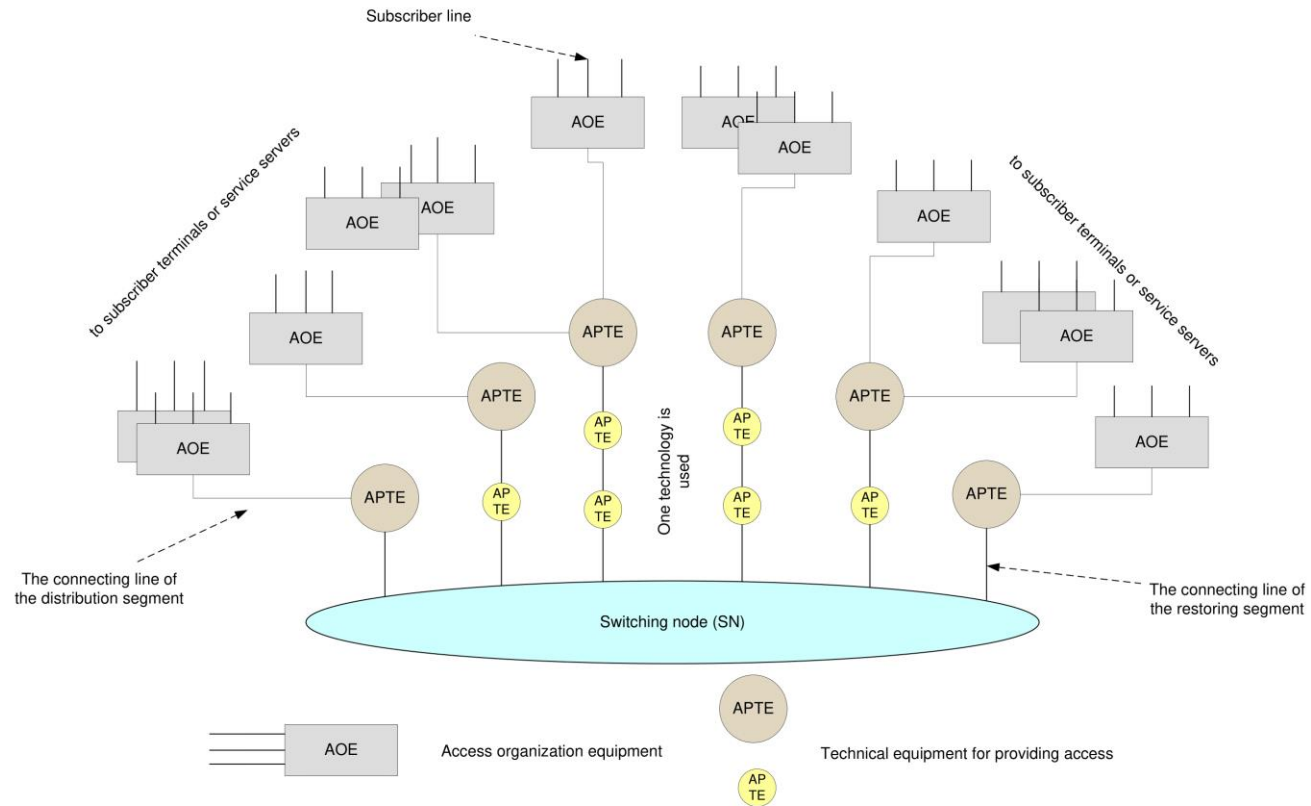 Subscriber line
AOE
AOE
AOE
to subscriber terminals or service servers
AOE
AOE
AOE
to subscriber terminals or service servers
AOE
APTE
APTE
AOE
AOE
APTE
APTE
AP
TE
AP
TE
One technology is
used
AOE
AOE
APTE
APTE
AP
TE
AP
TE
AP
TE
AP
TE
The connecting line of
the distribution segment
The connecting line of
the restoring segment
Switching node (SN)
APTE
AOE
Access organization equipment
Technical equipment for providing access
AP
TE